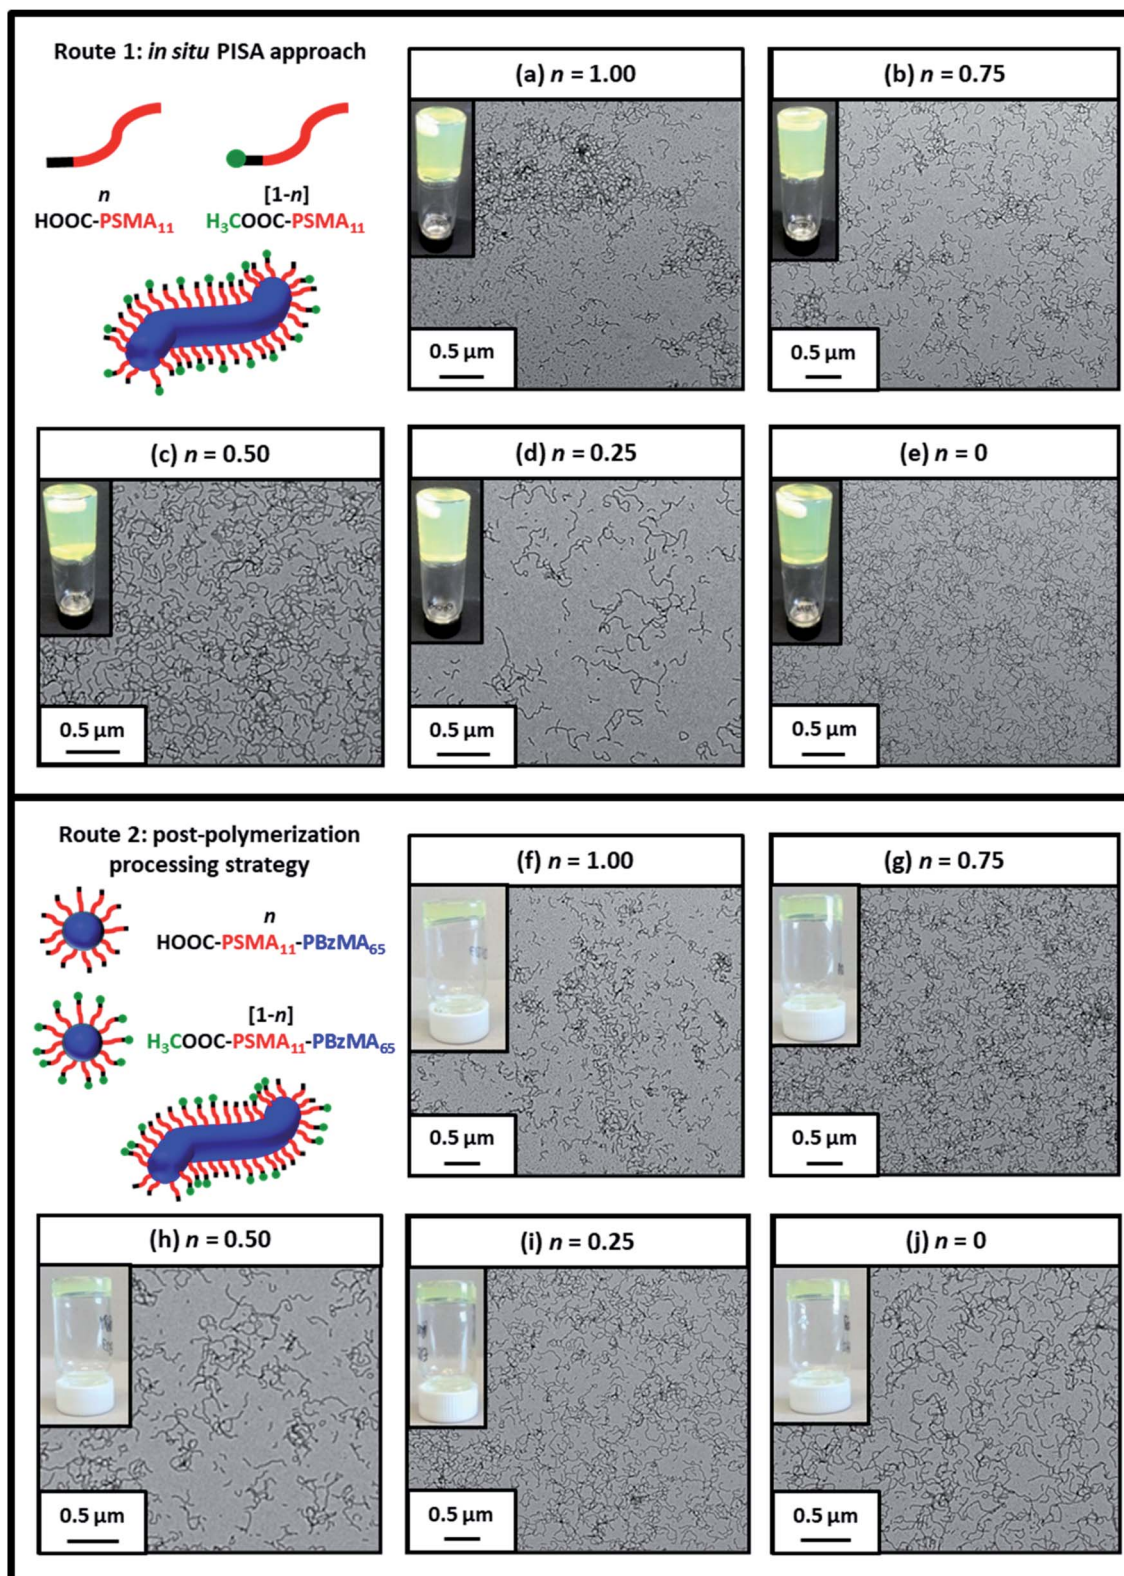 Route 1: in situ PISA approach
n
HOOC-PSMA₁₁
[1-n]
H₃COOC-PSMA₁₁
(a) n = 1.00
0.5 µm
(b) n = 0.75
0.5 µm
(c) n = 0.50
0.5 µm
(d) n = 0.25
0.5 µm
(e) n = 0
0.5 µm
Route 2: post-polymerization
processing strategy
n
HOOC-PSMA₁₁-PBzMA₆₅
[1-n]
H₃COOC-PSMA₁₁-PBzMA₆₅
(f) n = 1.00
0.5 µm
(g) n = 0.75
0.5 µm
(h) n = 0.50
0.5 µm
(i) n = 0.25
0.5 µm
(j) n = 0
0.5 µm